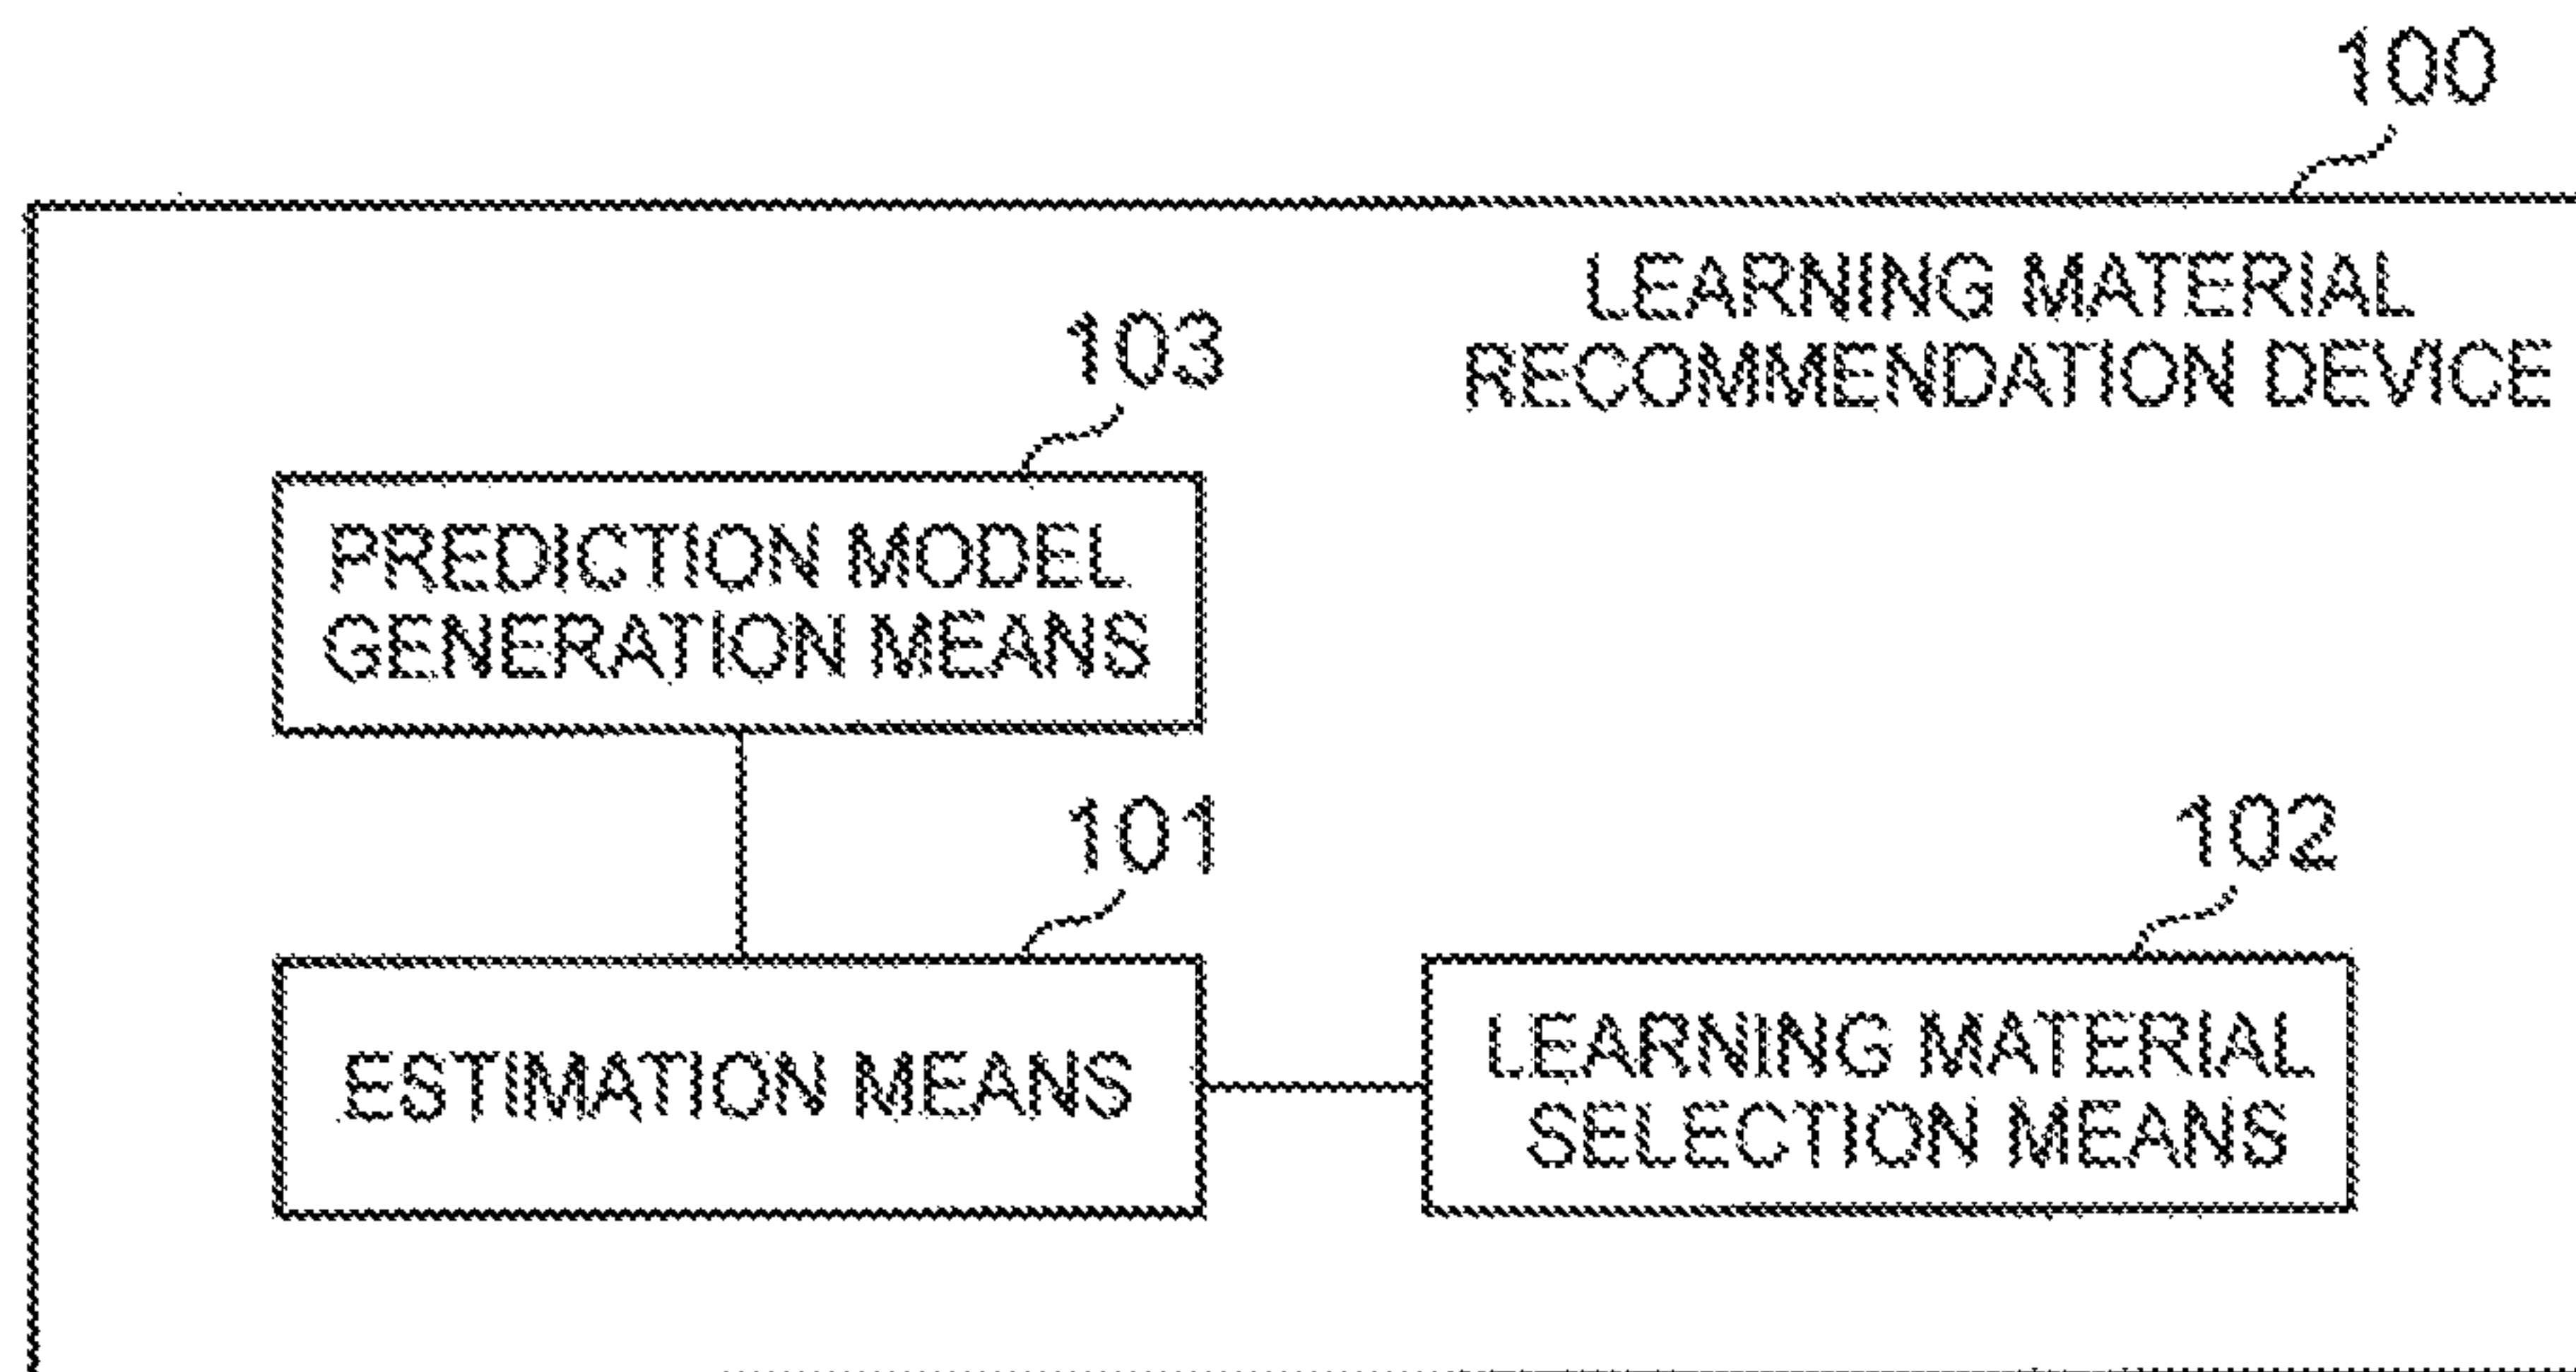 100
LEARNING MATERIAL
RECOMMENDATION DEVICE
103
PREDICTION MODEL
GENERATION MEANS
101
ESTIMATION MEANS
102
LEARNING MATERIAL
SELECTION MEANS